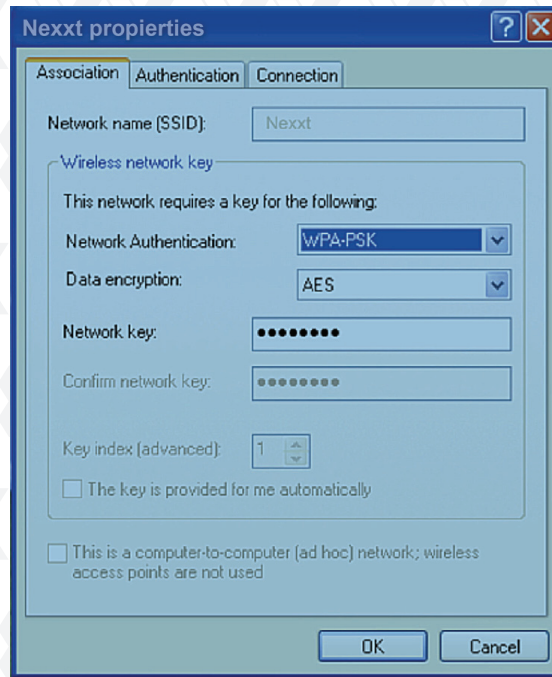 Nexxt propierties
Association Authentication Connection
Network name (SSID): Nexxt
Wireless network key
This network requires a key for the following:
Network Authentication: WPA-PSK
Data encryption: AES
Network key: ••••••••
Confirm network key: ••••••••
Key index (advanced): 1
The key is provided for me automatically
This is a computer-to-computer (ad hoc) network; wireless
access points are not used
OK Cancel